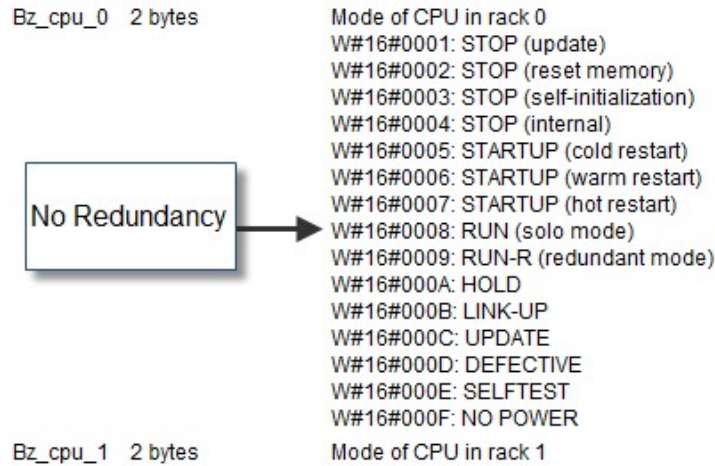 Bz_cpu_0 2 bytes Mode of CPU in rack 0
W#16#0001: STOP (update)
W#16#0002: STOP (reset memory)
W#16#0003: STOP (self-initialization)
W#16#0004: STOP (internal)
W#16#0005: STARTUP (cold restart)
W#16#0006: STARTUP (warm restart)
W#16#0007: STARTUP (hot restart)
No Redundancy
W#16#0008: RUN (solo mode)
W#16#0009: RUN-R (redundant mode)
W#16#000A: HOLD
W#16#000B: LINK-UP
W#16#000C: UPDATE
W#16#000D: DEFECTIVE
W#16#000E: SELFTEST
W#16#000F: NO POWER
Bz_cpu_1 2 bytes Mode of CPU in rack 1